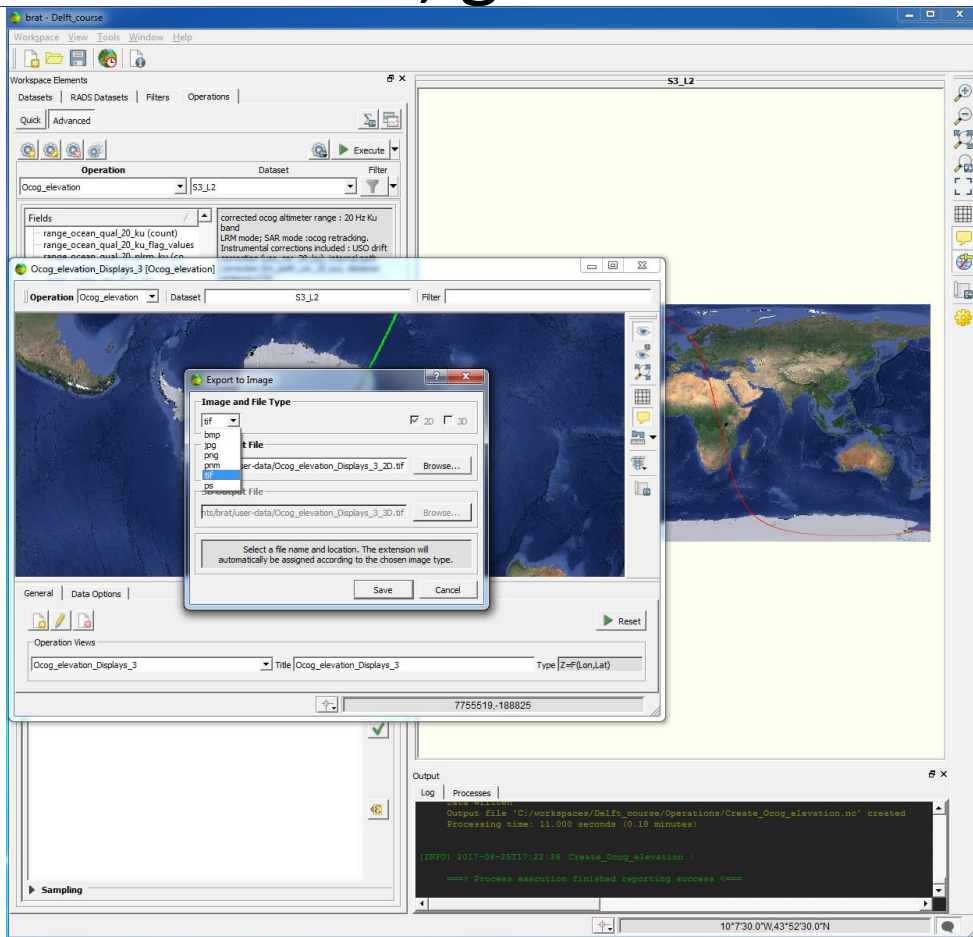 brat - Delft_course
Workspace View Tools Window Help
Workspace Elements
Datasets RADS Datasets Filters Operations
Quick Advanced
Execute
Operation Dataset Filter
Ocog_elevation S3_L2
Fields
range_ocean_qual_20_ku (count)
range_ocean_qual_20_ku_flag_values
corrected ocog altimeter range : 20 Hz Ku
band
LRM mode; SAR mode :ocog retracking.
Instrumental corrections included : USO drift
S3_L2
Ocog_elevation_Displays_3 [Ocog_elevation]
Operation Ocog_elevation Dataset S3_L2 Filter
Export to Image
Image and File Type
tif 2D 3D
bmp
jpg
png
pnm
tif
ps
t File
ser-data/Ocog_elevation_Displays_3_2D.tif Browse...
3D Output File
nts/brat/user-data/Ocog_elevation_Displays_3_3D.tif Browse...
Select a file name and location. The extension will
automatically be assigned according to the chosen image type.
Save Cancel
General Data Options
Reset
Operation Views
Ocog_elevation_Displays_3 Title Ocog_elevation_Displays_3 Type Z=F(Lon,Lat)
7755519,-188825
Sampling
Output
Log Processes
Data written
Output file 'C:/workspaces/Delft_course/Operations/Create_Ocog_elevation.nc' created
Processing time: 11.000 seconds (0.18 minutes)
[INFO] 2017-08-25T17:22:36 Create_Ocog_elevation :
===> Process execution finished reporting success <===
10°7'30.0"W,43°52'30.0"N